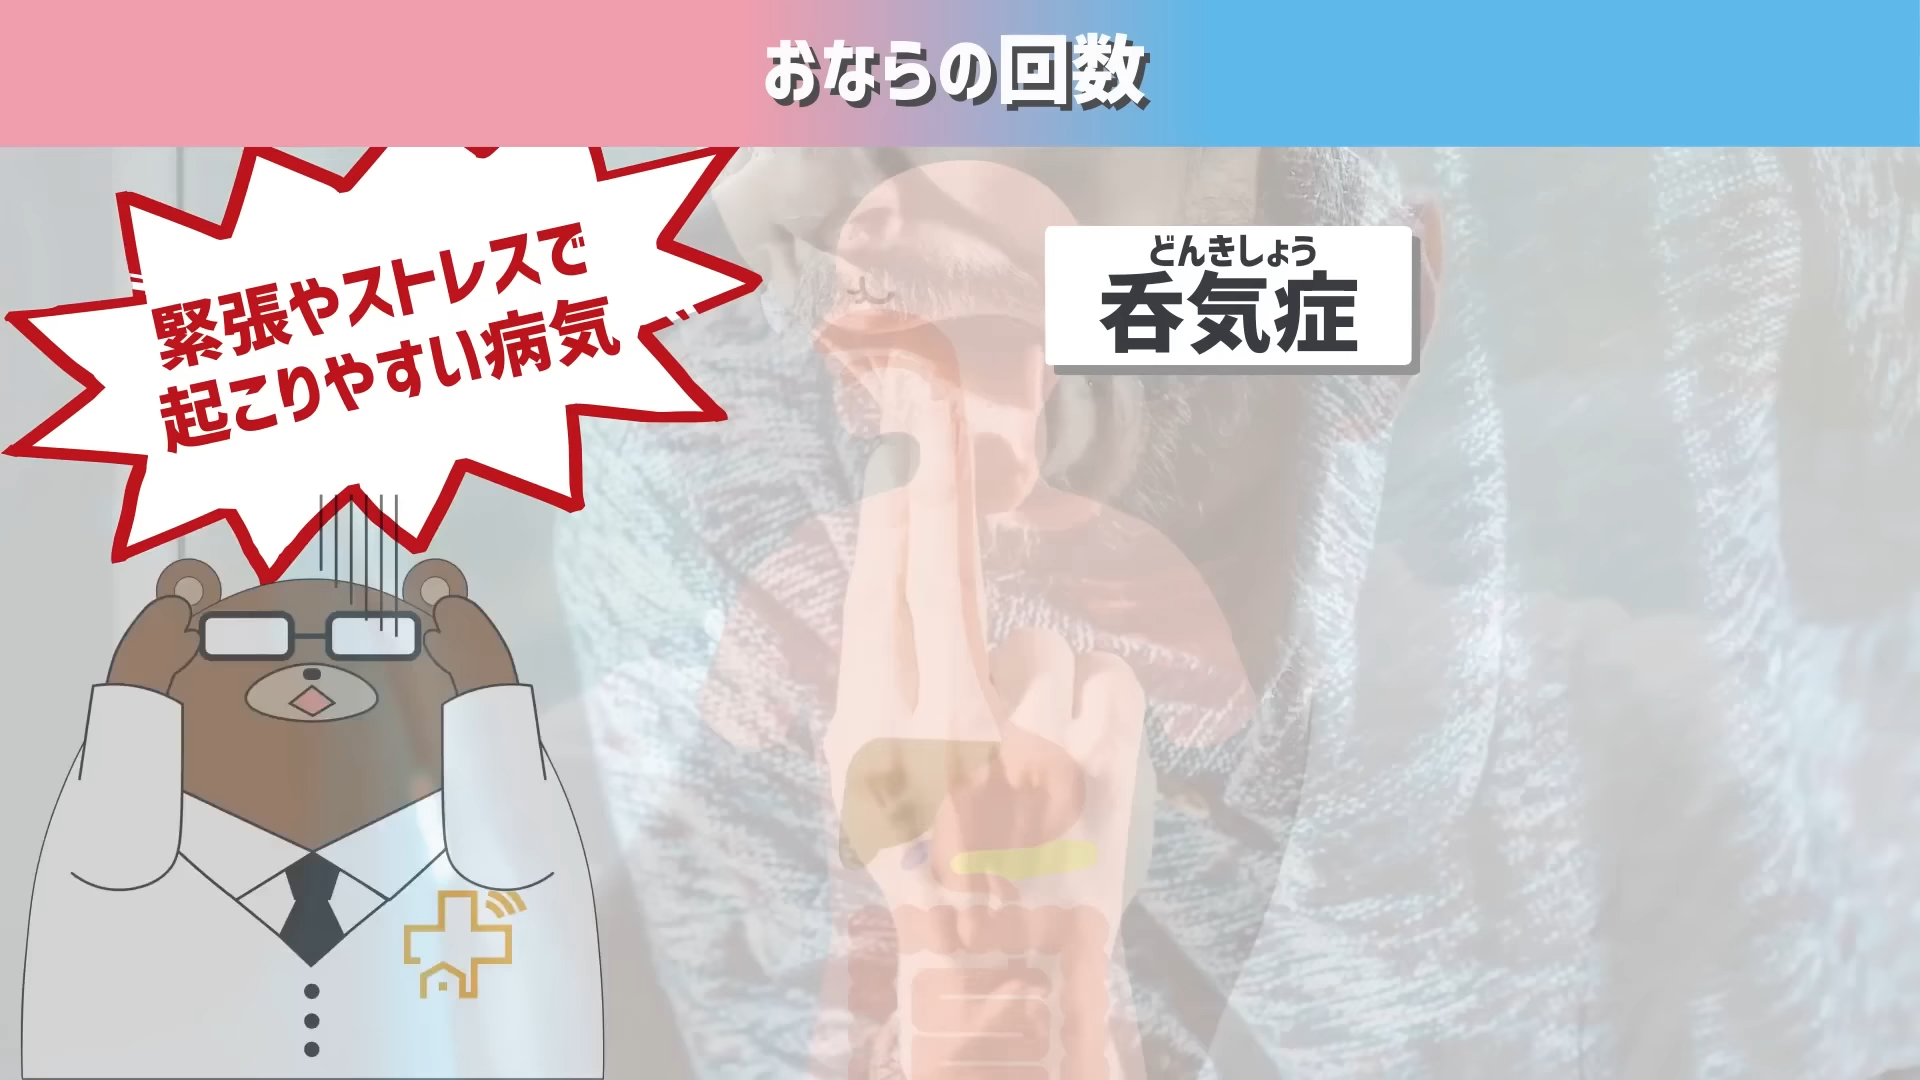 おならの回数
緊張やストレスで
起こりやすい病気
どんきしょう
呑気症